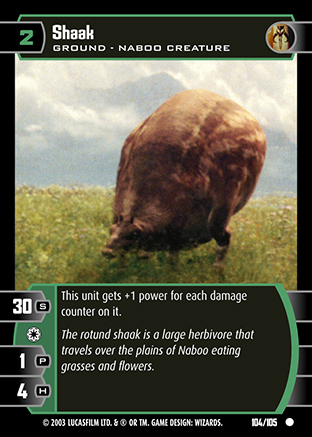 2
Shaak
GROUND - NABOO CREATURE
30 S
This unit gets +1 power for each damage
counter on it.
1 P
4 H
The rotund shaak is a large herbivore that
travels over the plains of Naboo eating
grasses and flowers.
© 2003 LUCASFILM LTD. & ® OR TM. GAME DESIGN: WIZARDS.
104/105